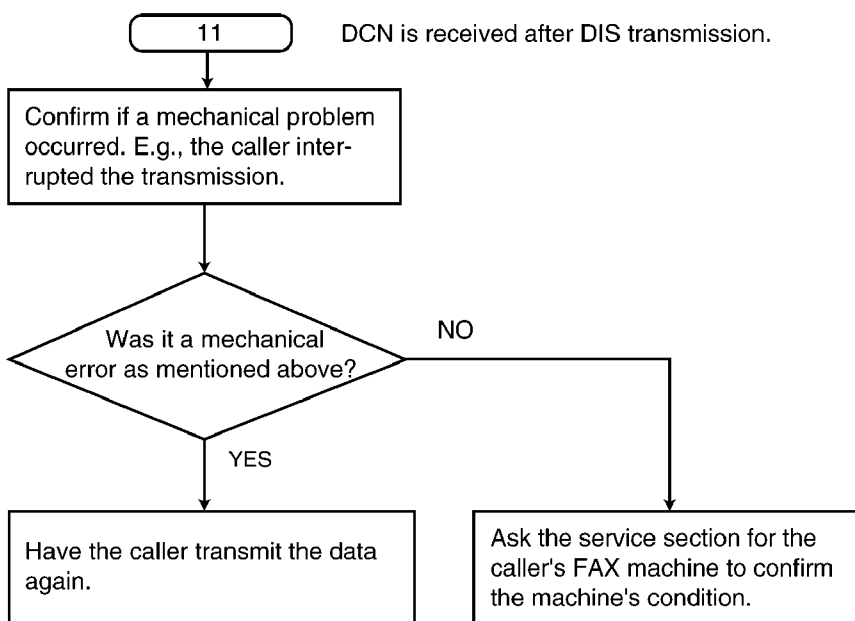 11
DCN is received after DIS transmission.
Confirm if a mechanical problem
occurred. E.g., the caller inter-
rupted the transmission.
Was it a mechanical
error as mentioned above?
NO
YES
Have the caller transmit the data
again.
Ask the service section for the
caller's FAX machine to confirm
the machine's condition.